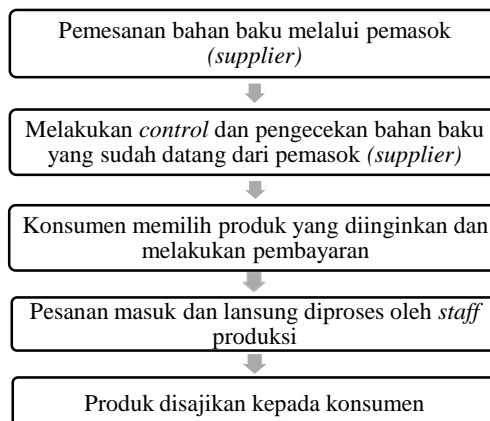 Pemesanan bahan baku melalui pemasok
(supplier)
Melakukan control dan pengecekan bahan baku
yang sudah datang dari pemasok (supplier)
Konsumen memilih produk yang diinginkan dan
melakukan pembayaran
Pesanan masuk dan lansung diproses oleh staff
produksi
Produk disajikan kepada konsumen